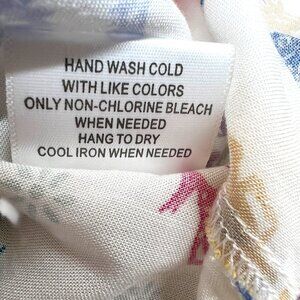 HAND WASH COLD
WITH LIKE COLORS
ONLY NON-CHLORINE BLEACH
WHEN NEEDED
HANG TO DRY
COOL IRON WHEN NEEDED